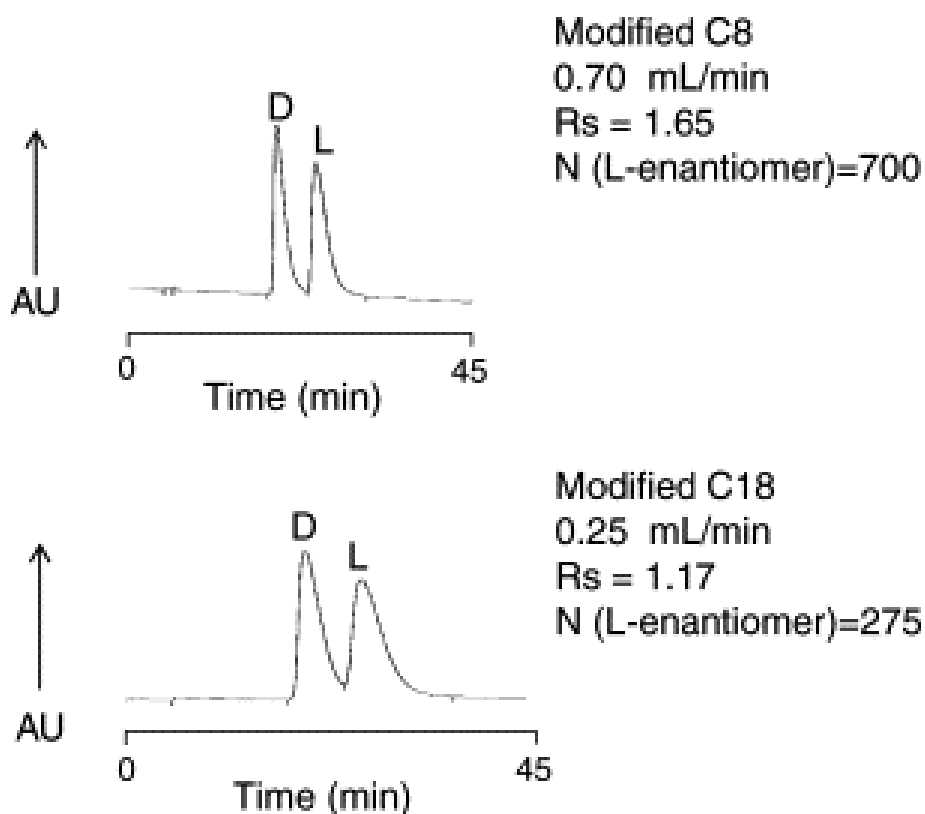 Modified C8
0.70 mL/min
Rs = 1.65
N (L-enantiomer)=700
D
L
AU
0
45
Time (min)
Modified C18
0.25 mL/min
Rs = 1.17
N (L-enantiomer)=275
D
L
AU
0
45
Time (min)